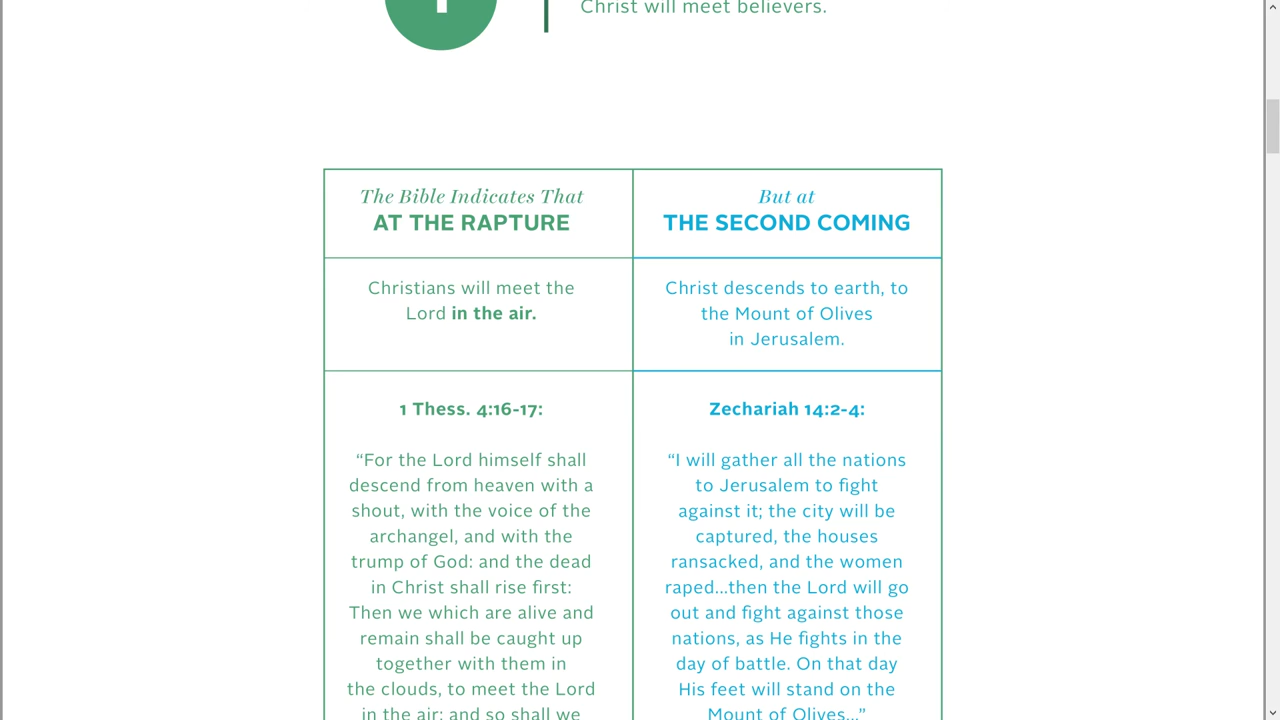 Christ will meet believers.
The Bible Indicates That
AT THE RAPTURE
But at
THE SECOND COMING
Christians will meet the
Lord in the air.
Christ descends to earth, to
the Mount of Olives
in Jerusalem.
1 Thess. 4:16-17:
“For the Lord himself shall
descend from heaven with a
shout, with the voice of the
archangel, and with the
trump of God: and the dead
in Christ shall rise first:
Then we which are alive and
remain shall be caught up
together with them in
the clouds, to meet the Lord
in the air: and so shall we
Zechariah 14:2-4:
“I will gather all the nations
to Jerusalem to fight
against it; the city will be
captured, the houses
ransacked, and the women
raped...then the Lord will go
out and fight against those
nations, as He fights in the
day of battle. On that day
His feet will stand on the
Mount of Olives...”